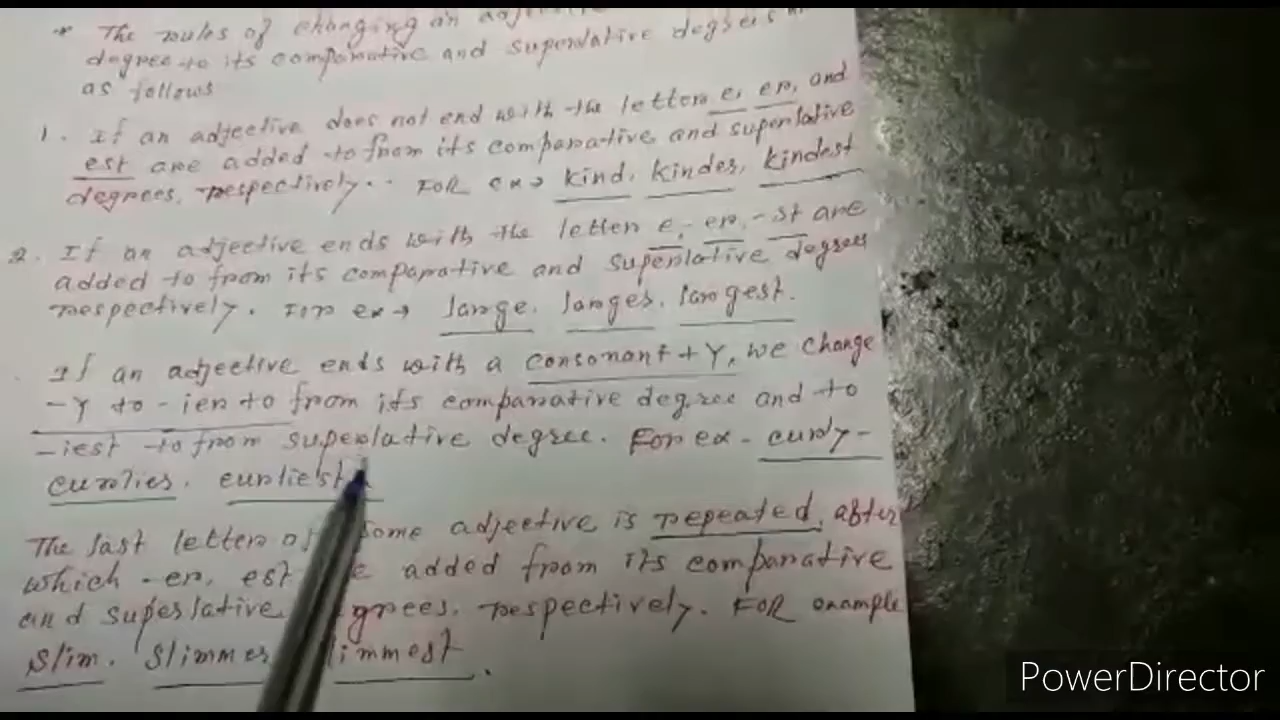 * The rules of changing an
degree to its comparative and superlative degrees
as follows
1. If an adjective does not end with the letter e, er, and
est are added to from its comparative and superlative
degrees, respectively. FOR ex→ kind, kinder, kindest
2. If an adjective ends with the letter e, -er, -st are
added to from its comparative and superlative degrees
respectively. For ex→ large, larger, largest.
If an adjective ends with a consonant + Y, we change
-Y to -ier to from its comparative degree and to
-iest to from superlative degree. For ex- curly-
curlier, curliest
The last letter of some adjective is repeated, after
which -er, est added from its comparative
and superlative respectively. FOR example
Slim. Slimmer
PowerDirector